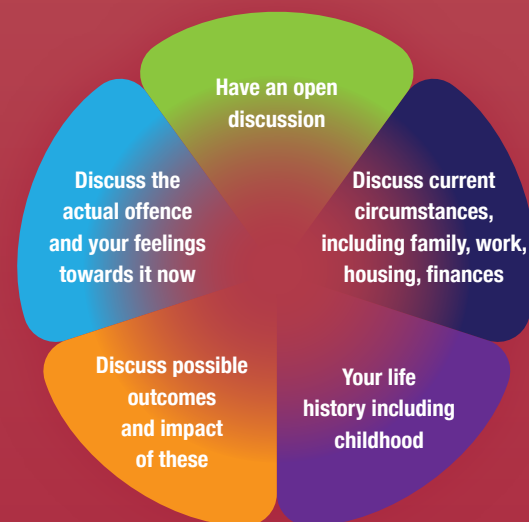 Have an open
discussion
Discuss current
circumstances,
including family, work,
housing, finances
Your life
history including
childhood
Discuss possible
outcomes
and impact
of these
Discuss the
actual offence
and your feelings
towards it now